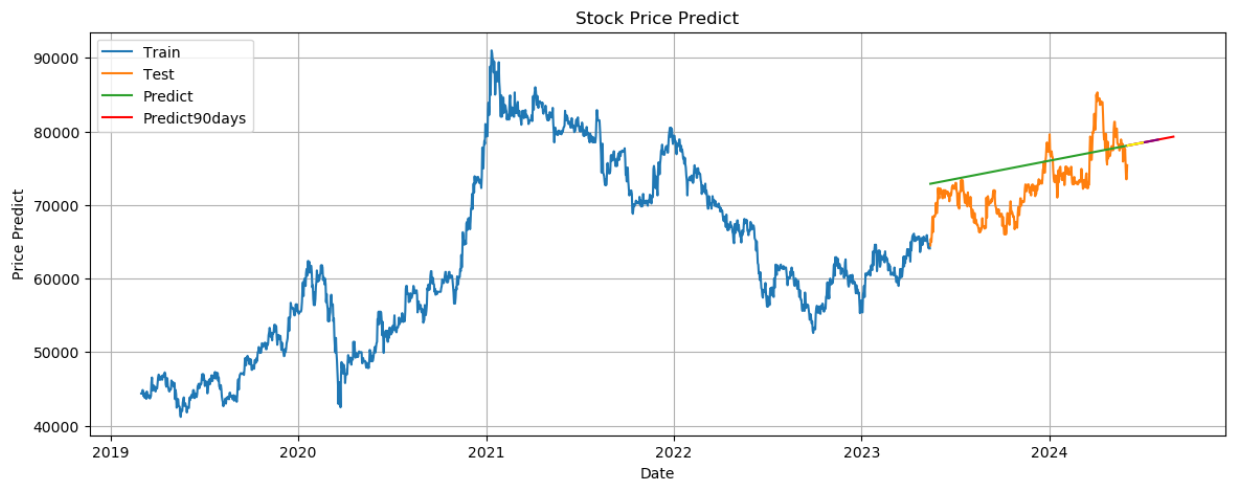 Stock Price Predict
Train
Test
Predict
Predict90days
90000
80000
70000
60000
50000
40000
Price Predict
2019 2020 2021 2022 2023 2024
Date